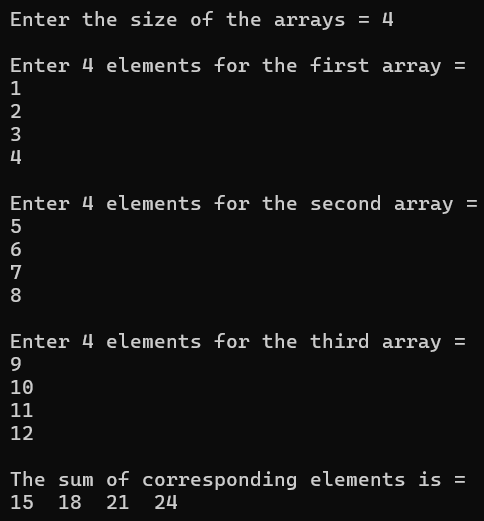 Enter the size of the arrays = 4
Enter 4 elements for the first array =
1
2
3
4
Enter 4 elements for the second array =
5
6
7
8
Enter 4 elements for the third array =
9
10
11
12
The sum of corresponding elements is =
15  18  21  24